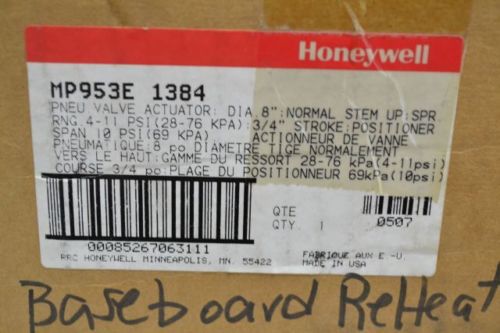 Honeywell
MP953E 1384
PNEU VALVE ACTUATOR: DIA 8":NORMAL STEM UP:SPR
RNG 4-11 PSI(28-76 KPA):3/4" STROKE:POSITIONER
SPAN 10 PSI(69 KPA) ACTIONNEUR DE VANNE
PNEUMATIQUE:8 po DIAMETRE TIGE NORMALEMENT
VERS LE HAUT:GAMME DU RESSORT 28-76 kPa(4-11psi)
COURSE 3/4 po:PLAGE DU POSITIONNEUR 69kPa(10psi)
QTE
QTY. 1 0507
00085267063111
FABRIQUE AUX E.-U.
HONEYWELL MINNEAPOLIS, MN. 55422 MADE IN USA
Baseboard ReHeat